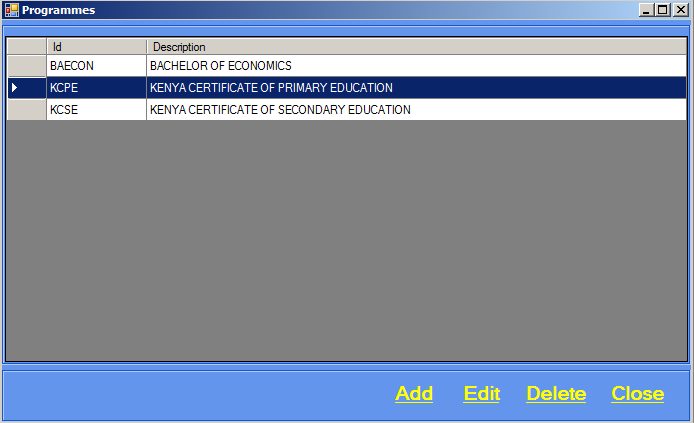 Programmes
Id Description
BAECON BACHELOR OF ECONOMICS
KCPE KENYA CERTIFICATE OF PRIMARY EDUCATION
KCSE KENYA CERTIFICATE OF SECONDARY EDUCATION
Add Edit Delete Close